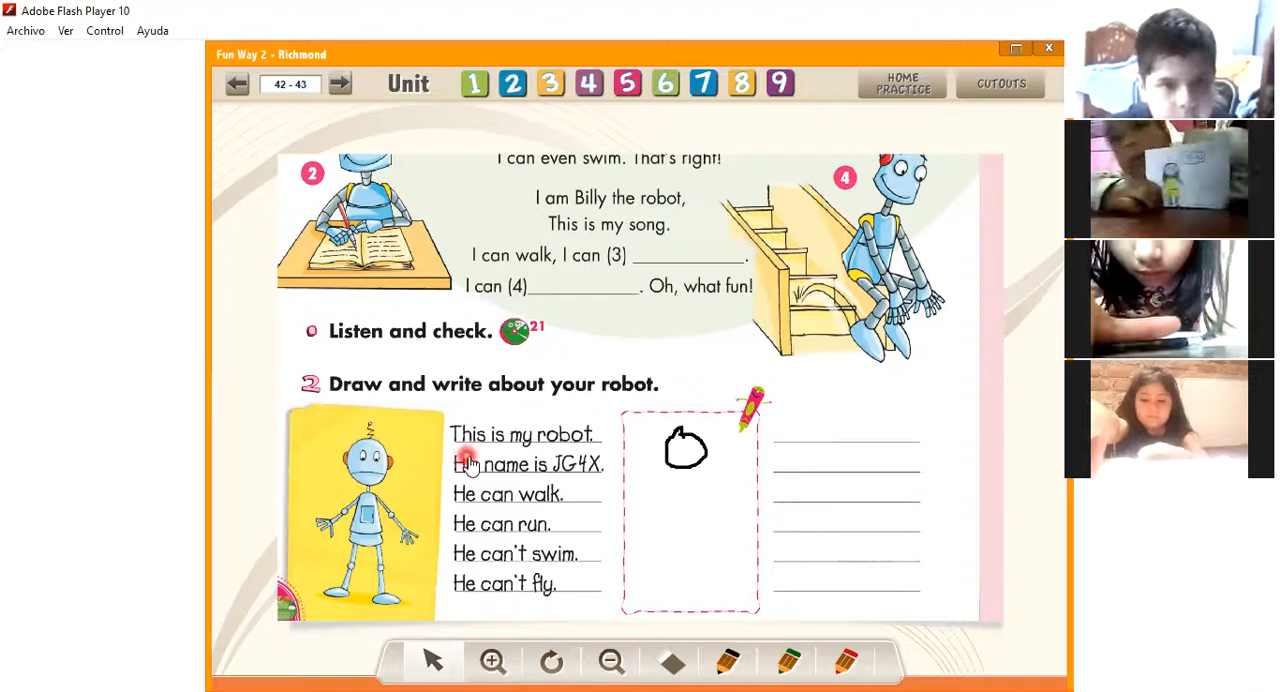 Adobe Flash Player 10
Archivo Ver Control Ayuda
Fun Way 2 - Richmond
42 - 43
Unit
1 2 3 4 5 6 7 8 9
HOME PRACTICE
CUTOUTS
2
I can even swim. That's right!
4
I am Billy the robot,
This is my song.
I can walk, I can (3) ____________.
I can (4)____________. Oh, what fun!
Listen and check. 21
2 Draw and write about your robot.
This is my robot.
name is JG4X.
He can walk.
He can run.
He can't swim.
He can't fly.